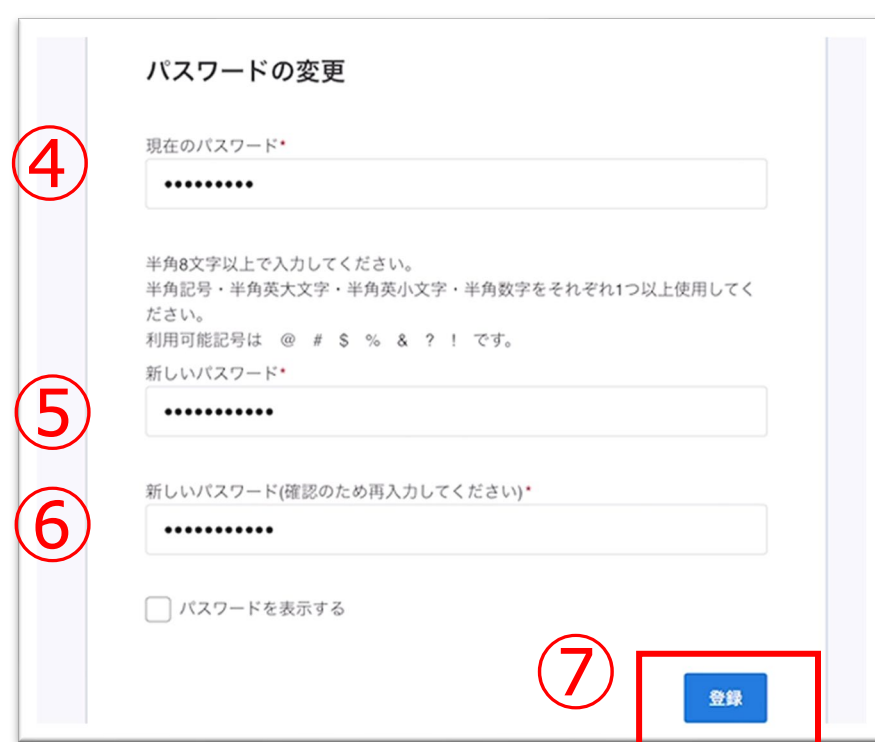 パスワードの変更
④
現在のパスワード*
•••••••••
半角8文字以上で入力してください。
半角記号・半角英大文字・半角英小文字・半角数字をそれぞれ1つ以上使用してく
ださい。
利用可能記号は @ # $ % & ? ! です。
新しいパスワード*
⑤
•••••••••••
新しいパスワード(確認のため再入力してください)*
⑥
•••••••••••
パスワードを表示する
⑦
登録